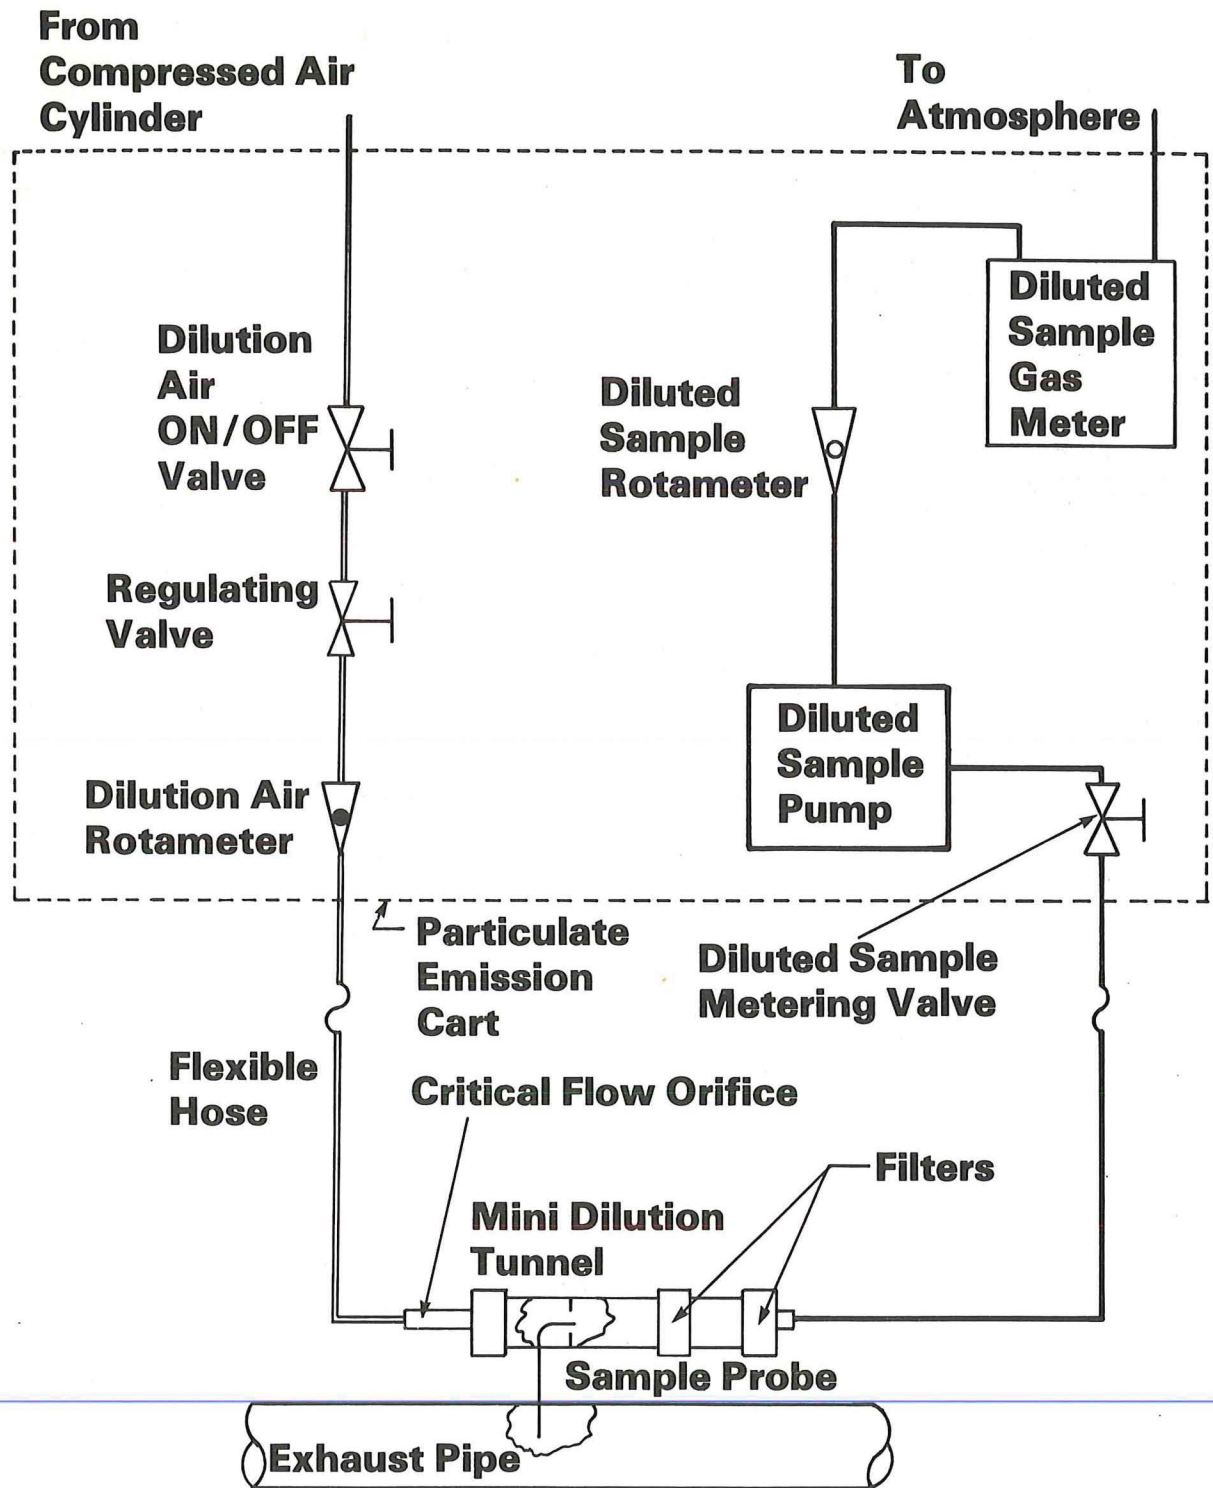 From
Compressed Air
Cylinder
To
Atmosphere
Dilution
Air
ON/OFF
Valve
Diluted
Sample
Rotameter
Diluted
Sample
Gas
Meter
Regulating
Valve
Diluted
Sample
Pump
Dilution Air
Rotameter
Particulate
Emission
Cart
Diluted Sample
Metering Valve
Flexible
Hose
Critical Flow Orifice
Filters
Mini Dilution
Tunnel
Sample Probe
Exhaust Pipe